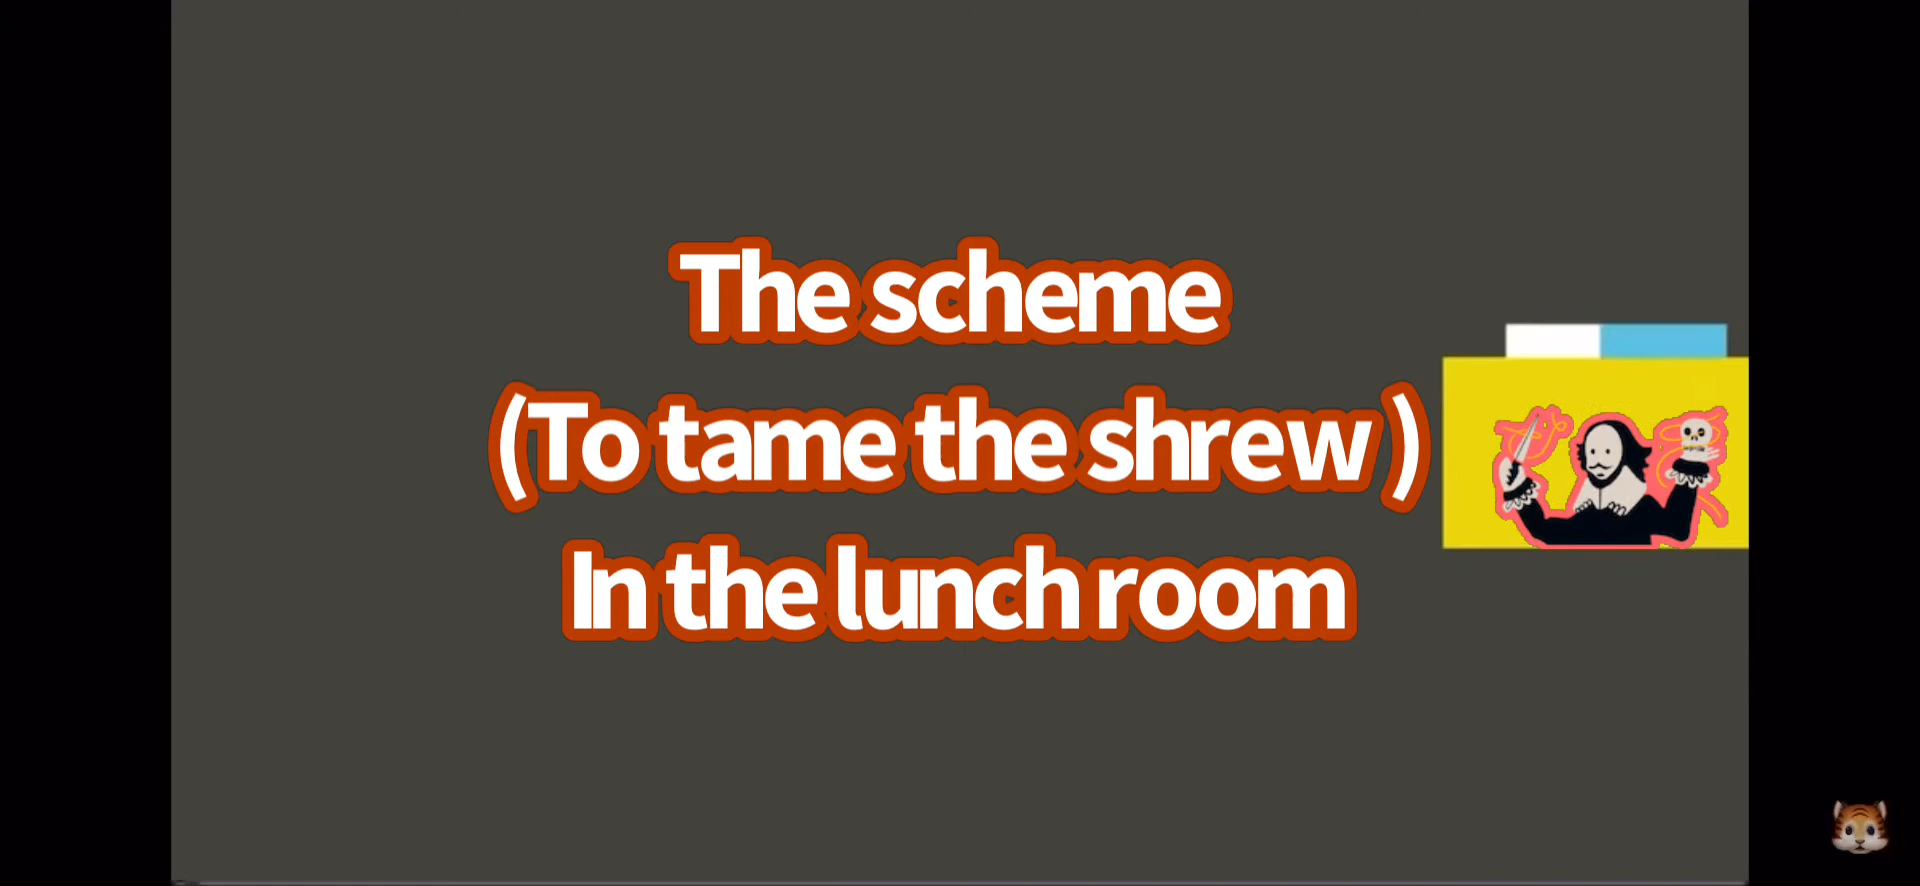 The scheme
(To tame the shrew )
In the lunch room